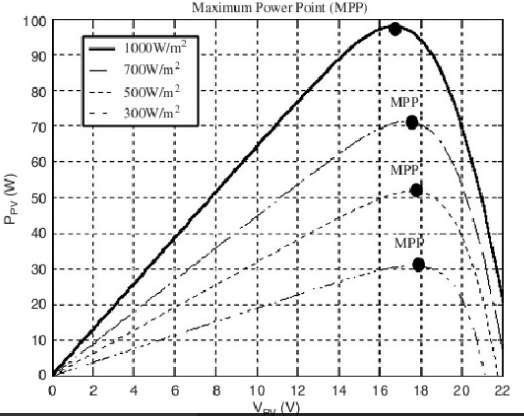 Maximum Power Point (MPP)
100
90
80
70
60
50
40
30
20
10
0
P_PV (W)
1000W/m²
700W/m²
500W/m²
300W/m²
MPP
MPP
MPP
0 2 4 6 8 10 12 14 16 18 20 22
V_PV (V)